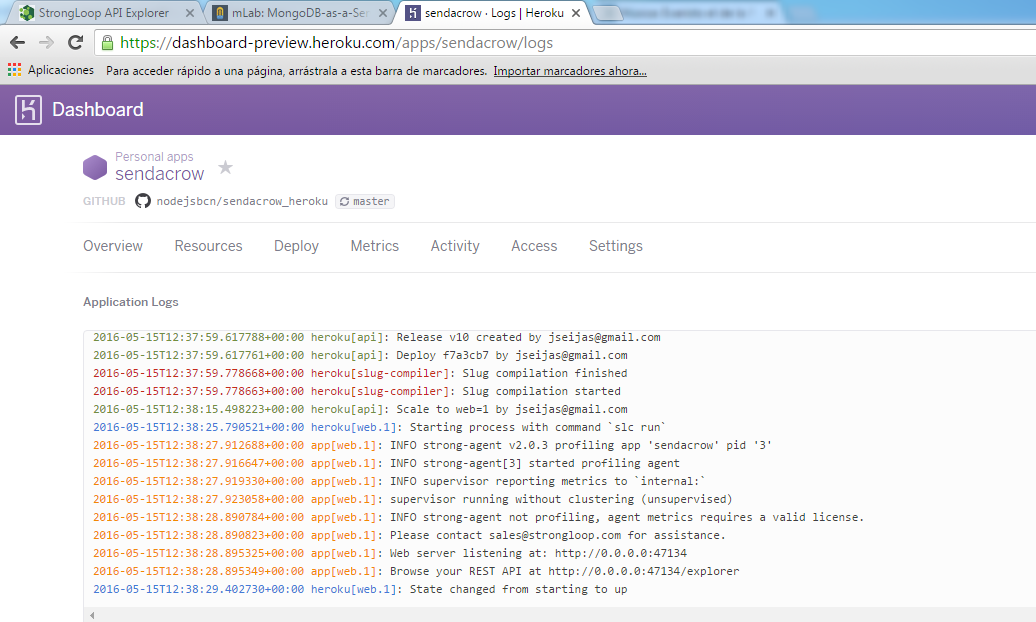 StrongLoop API Explorer
mLab: MongoDB-as-a-Se
sendacrow · Logs | Heroku
https://dashboard-preview.heroku.com/apps/sendacrow/logs
Aplicaciones Para acceder rápido a una página, arrástrala a esta barra de marcadores. Importar marcadores ahora...
Dashboard
Personal apps
sendacrow
GITHUB nodejsbcn/sendacrow_heroku master
Overview Resources Deploy Metrics Activity Access Settings
Application Logs
2016-05-15T12:37:59.617788+00:00 heroku[api]: Release v10 created by jseijas@gmail.com
2016-05-15T12:37:59.617761+00:00 heroku[api]: Deploy f7a3cb7 by jseijas@gmail.com
2016-05-15T12:37:59.778668+00:00 heroku[slug-compiler]: Slug compilation finished
2016-05-15T12:37:59.778663+00:00 heroku[slug-compiler]: Slug compilation started
2016-05-15T12:38:15.498223+00:00 heroku[api]: Scale to web=1 by jseijas@gmail.com
2016-05-15T12:38:25.790521+00:00 heroku[web.1]: Starting process with command `slc run`
2016-05-15T12:38:27.912688+00:00 app[web.1]: INFO strong-agent v2.0.3 profiling app 'sendacrow' pid '3'
2016-05-15T12:38:27.916647+00:00 app[web.1]: INFO strong-agent[3] started profiling agent
2016-05-15T12:38:27.919330+00:00 app[web.1]: INFO supervisor reporting metrics to `internal:`
2016-05-15T12:38:27.923058+00:00 app[web.1]: supervisor running without clustering (unsupervised)
2016-05-15T12:38:28.890784+00:00 app[web.1]: INFO strong-agent not profiling, agent metrics requires a valid license.
2016-05-15T12:38:28.890823+00:00 app[web.1]: Please contact sales@strongloop.com for assistance.
2016-05-15T12:38:28.895325+00:00 app[web.1]: Web server listening at: http://0.0.0.0:47134
2016-05-15T12:38:28.895349+00:00 app[web.1]: Browse your REST API at http://0.0.0.0:47134/explorer
2016-05-15T12:38:29.402730+00:00 heroku[web.1]: State changed from starting to up